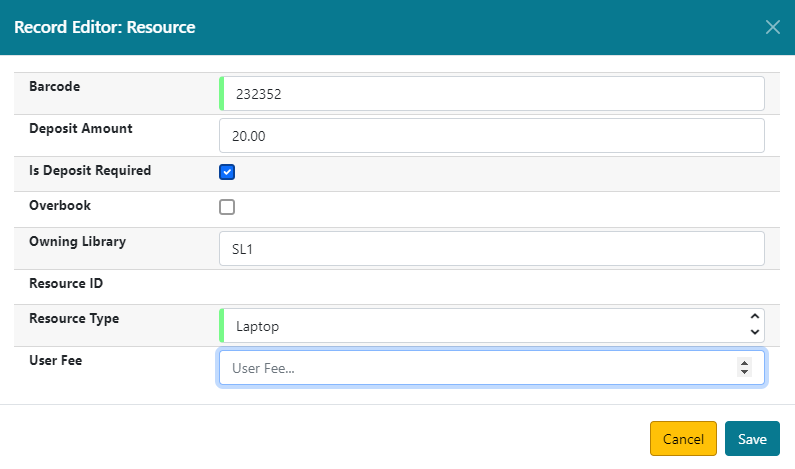 Record Editor: Resource
Barcode
232352
Deposit Amount
20.00
Is Deposit Required
Overbook
Owning Library
SL1
Resource ID
Resource Type
Laptop
User Fee
User Fee...
Cancel
Save